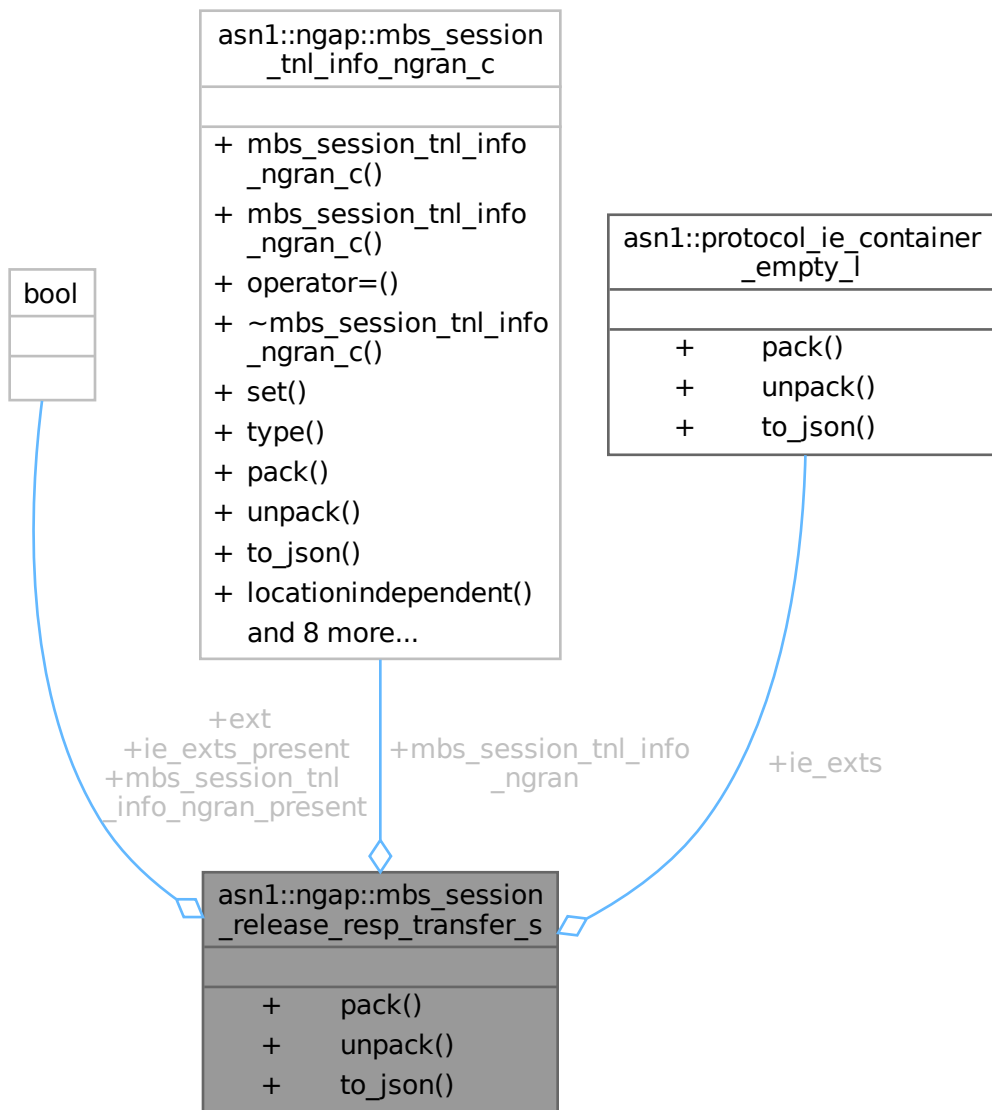 asn1::ngap::mbs_session
_tnl_info_ngran_c
+ mbs_session_tnl_info
_ngran_c()
+ mbs_session_tnl_info
_ngran_c()
+ operator=()
+ ~mbs_session_tnl_info
_ngran_c()
+ set()
+ type()
+ pack()
+ unpack()
+ to_json()
+ locationindependent()
and 8 more...
bool
asn1::protocol_ie_container
_empty_l
+ pack()
+ unpack()
+ to_json()
+ext
+ie_exts_present
+mbs_session_tnl
_info_ngran_present
+mbs_session_tnl_info
_ngran
+ie_exts
asn1::ngap::mbs_session
_release_resp_transfer_s
+ pack()
+ unpack()
+ to_json()